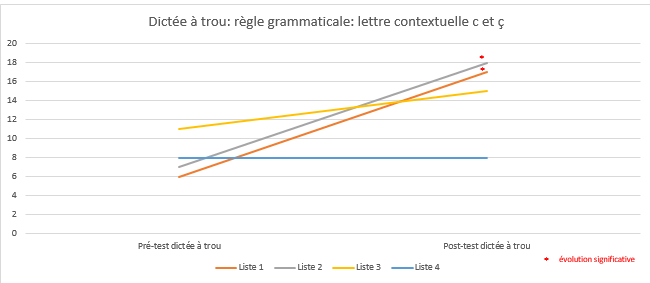 Dictée à trou: règle grammaticale: lettre contextuelle c et ç
20
18
16
14
12
10
8
6
4
2
0
Pré-test dictée à trou Post-test dictée à trou
* évolution significative
Liste 1 Liste 2 Liste 3 Liste 4